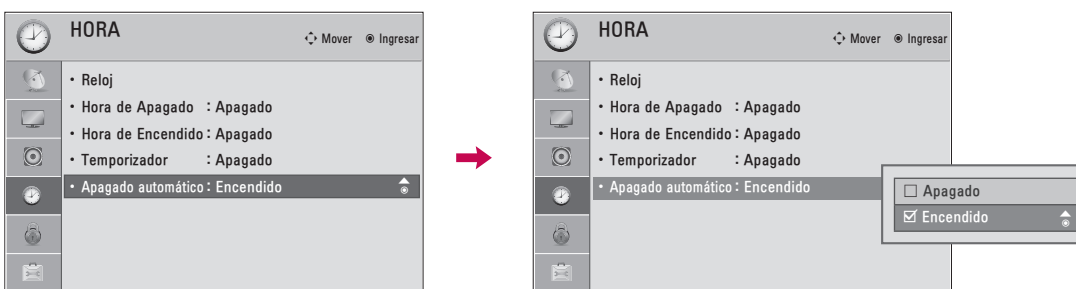 HORA
Mover Ingresar
• Reloj
• Hora de Apagado : Apagado
• Hora de Encendido : Apagado
• Temporizador : Apagado
• Apagado automático : Encendido
HORA
Mover Ingresar
• Reloj
• Hora de Apagado : Apagado
• Hora de Encendido : Apagado
• Temporizador : Apagado
• Apagado automático : Encendido
Apagado
Encendido